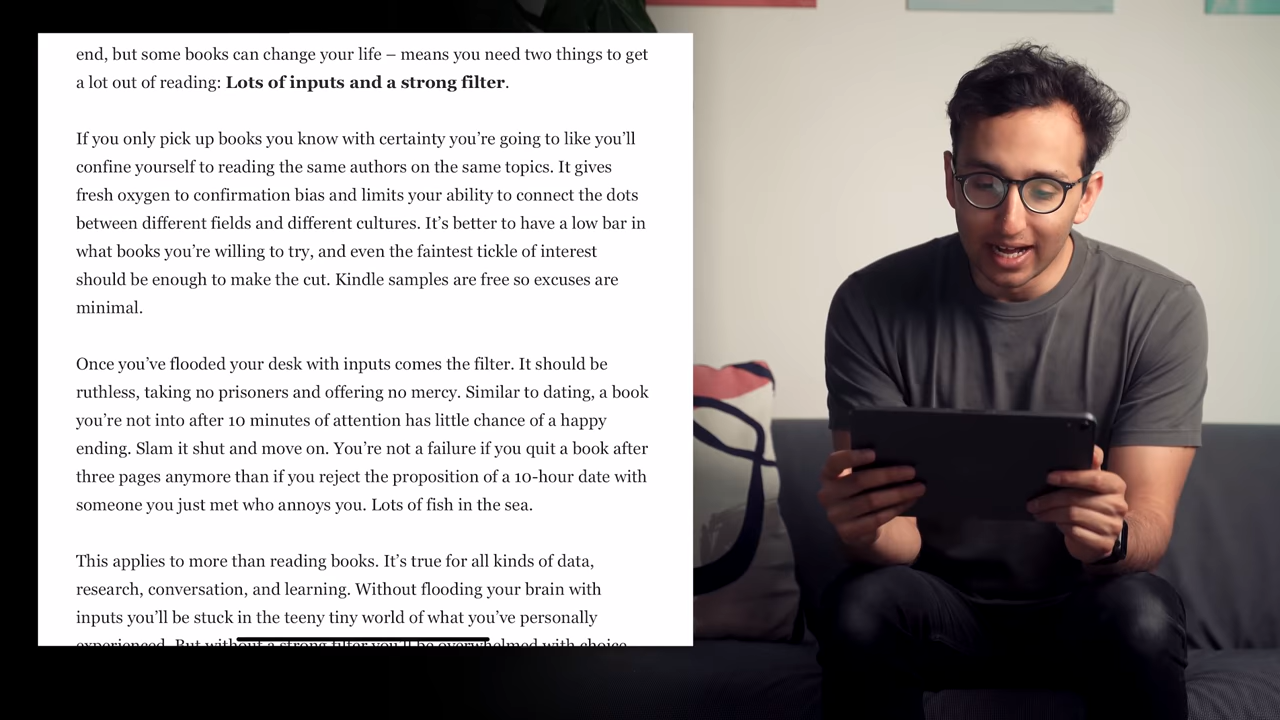 end, but some books can change your life – means you need two things to get
a lot out of reading: Lots of inputs and a strong filter.
If you only pick up books you know with certainty you’re going to like you’ll
confine yourself to reading the same authors on the same topics. It gives
fresh oxygen to confirmation bias and limits your ability to connect the dots
between different fields and different cultures. It’s better to have a low bar in
what books you’re willing to try, and even the faintest tickle of interest
should be enough to make the cut. Kindle samples are free so excuses are
minimal.
Once you’ve flooded your desk with inputs comes the filter. It should be
ruthless, taking no prisoners and offering no mercy. Similar to dating, a book
you’re not into after 10 minutes of attention has little chance of a happy
ending. Slam it shut and move on. You’re not a failure if you quit a book after
three pages anymore than if you reject the proposition of a 10-hour date with
someone you just met who annoys you. Lots of fish in the sea.
This applies to more than reading books. It’s true for all kinds of data,
research, conversation, and learning. Without flooding your brain with
inputs you’ll be stuck in the teeny tiny world of what you’ve personally
experienced. But without a strong filter you’ll be overwhelmed with choice